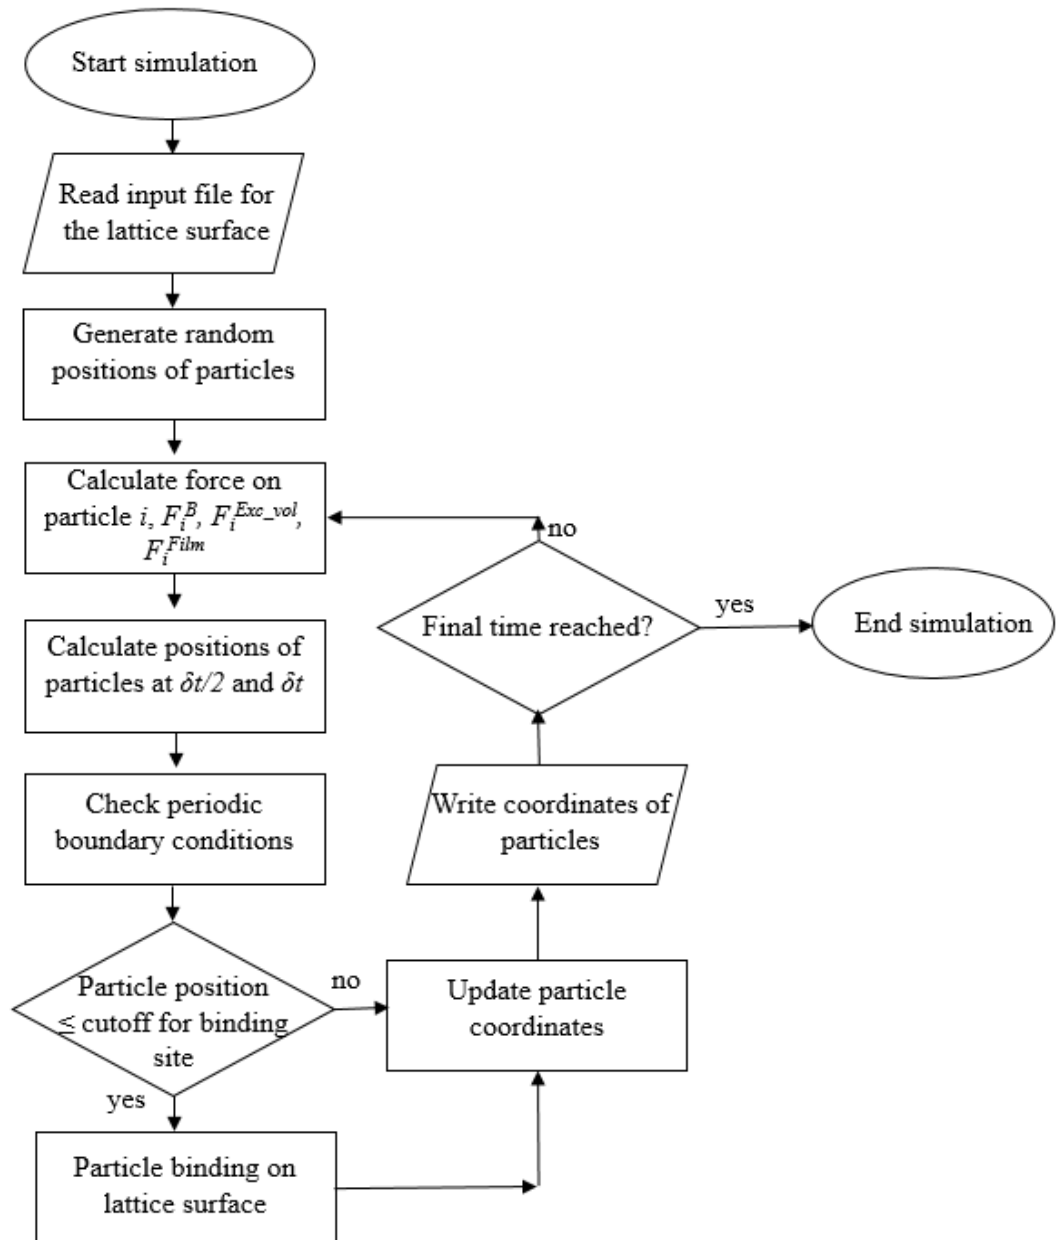 Start simulation
Read input file for
the lattice surface
Generate random
positions of particles
Calculate force on
particle i, F_i^B, F_i^{Exc_vol},
F_i^{Film}
Calculate positions of
particles at δt/2 and δt
Check periodic
boundary conditions
Particle position
≤ cutoff for binding
site
no
yes
Particle binding on
lattice surface
Update particle
coordinates
Write coordinates of
particles
Final time reached?
no
yes
End simulation